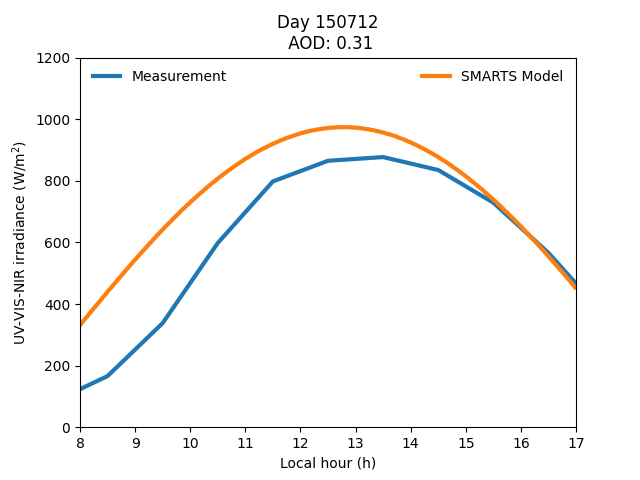 Day 150712
AOD: 0.31
Measurement
SMARTS Model
UV-VIS-NIR irradiance (W/m²)
1200
1000
800
600
400
200
0
8 9 10 11 12 13 14 15 16 17
Local hour (h)